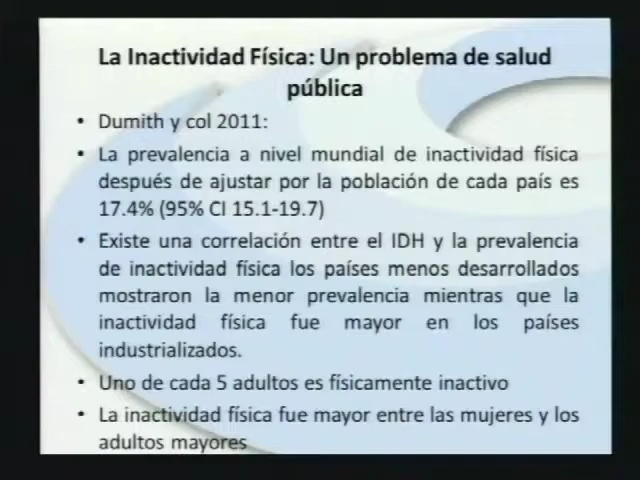 La Inactividad Física: Un problema de salud
pública
• Dumith y col 2011:
• La prevalencia a nivel mundial de inactividad física
después de ajustar por la población de cada país es
17.4% (95% CI 15.1-19.7)
• Existe una correlación entre el IDH y la prevalencia
de inactividad física los países menos desarrollados
mostraron la menor prevalencia mientras que la
inactividad física fue mayor en los países
industrializados.
• Uno de cada 5 adultos es físicamente inactivo
• La inactividad física fue mayor entre las mujeres y los
adultos mayores